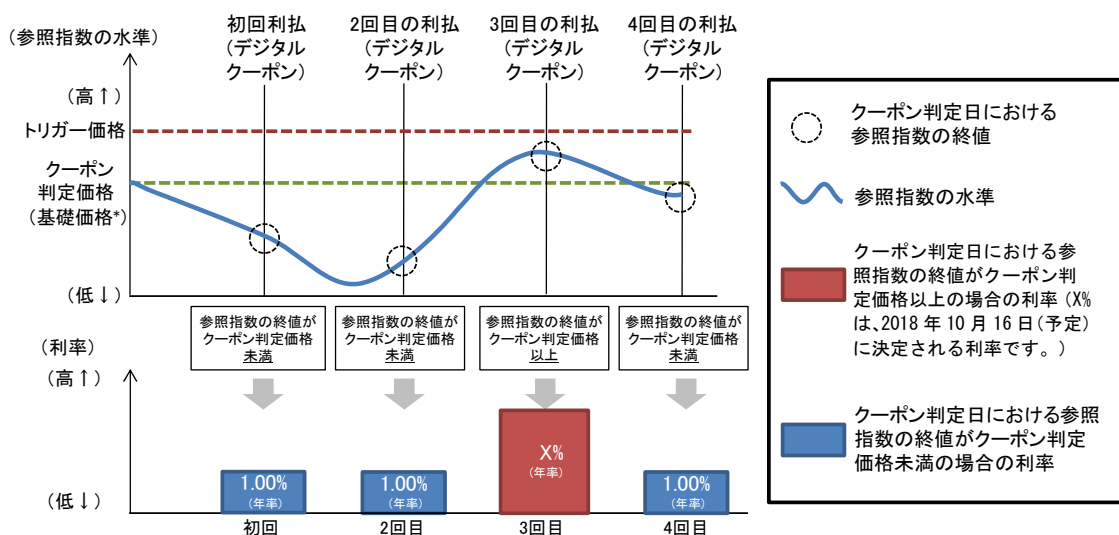 初回利払
(デジタル
クーポン)
2回目の利払
(デジタル
クーポン)
3回目の利払
(デジタル
クーポン)
4回目の利払
(デジタル
クーポン)
(参照指数の水準)
(高↑)
トリガー価格
クーポン
判定価格
(基礎価格*)
(低↓)
参照指数の終値が
クーポン判定価格
未満
参照指数の終値が
クーポン判定価格
未満
参照指数の終値が
クーポン判定価格
以上
参照指数の終値が
クーポン判定価格
未満
(利率)
(高↑)
(低↓)
1.00%
(年率)
1.00%
(年率)
X%
(年率)
1.00%
(年率)
初回
2回目
3回目
4回目
クーポン判定日における
参照指数の終値
参照指数の水準
クーポン判定日における参
照指数の終値がクーポン判
定価格以上の場合の利率(X%
は、2018年10月16日(予定)
に決定される利率です。)
クーポン判定日における参照
指数の終値がクーポン判定
価格未満の場合の利率